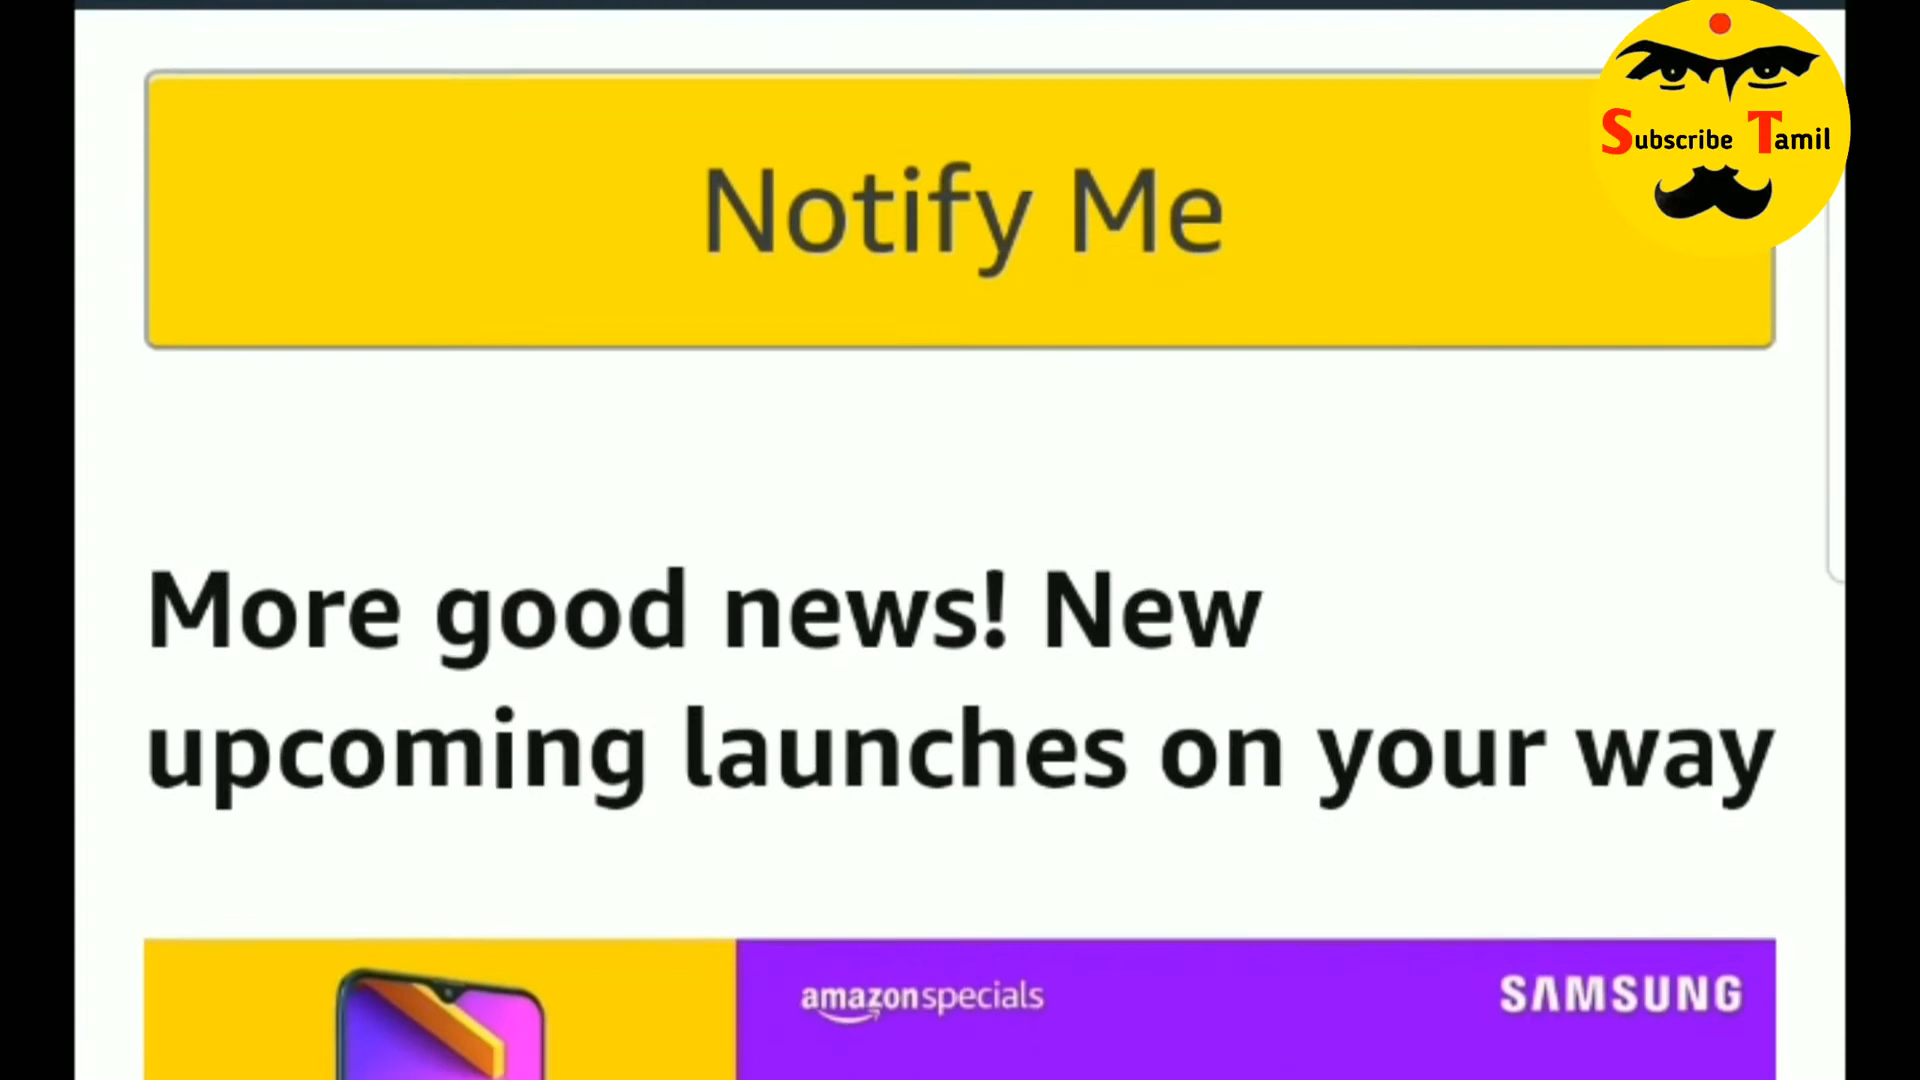 Subscribe Tamil
Notify Me
More good news! New
upcoming launches on your way
amazonspecials
SAMSUNG